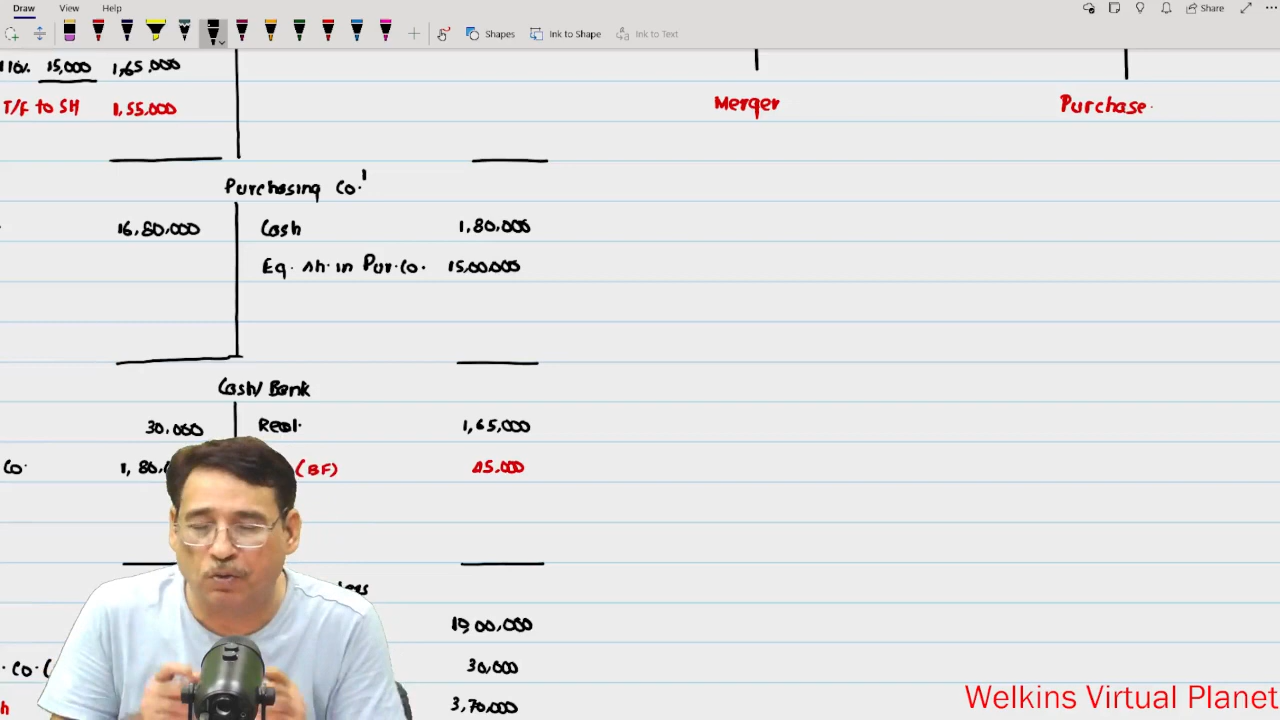 Draw View Help
Share
Shapes Ink to Shape Ink to Text
110% 15,000 1,65,000
T/F to SH 1,55,000
Merger
Purchase
Purchasing Co.'
16,80,000 Cash 1,80,000
Eq. sh. in Pur. Co. 15,00,000
Cash/Bank
30,000 Real. 1,65,000
Co. (BF) 45,000
30,000
3,70,000
Welkins Virtual Planet